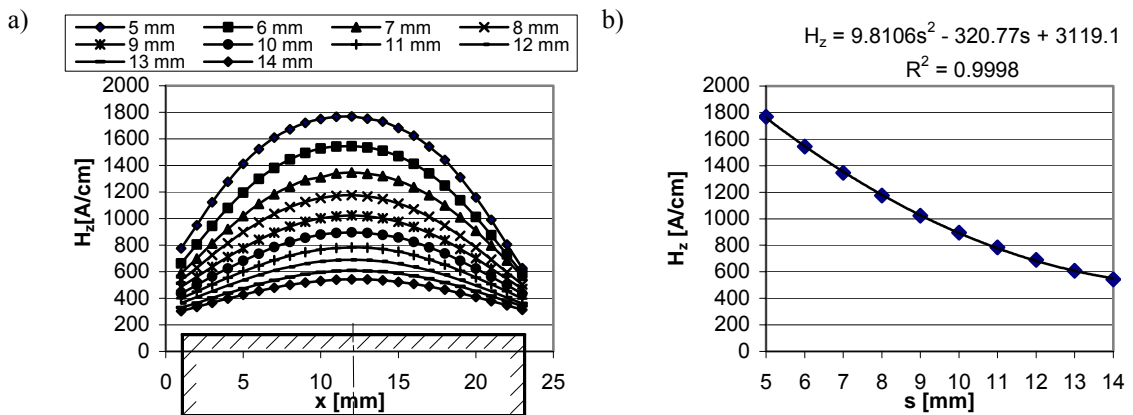 a)
5 mm 6 mm 7 mm 8 mm
9 mm 10 mm 11 mm 12 mm
13 mm 14 mm
2000
1800
1600
1400
1200
1000
800
600
400
200
0
Hz[A/cm]
0 5 10 15 20 25
x [mm]
b)
Hz = 9.8106s² - 320.77s + 3119.1
R² = 0.9998
2000
1800
1600
1400
1200
1000
800
600
400
200
0
Hz [A/cm]
5 6 7 8 9 10 11 12 13 14
s [mm]